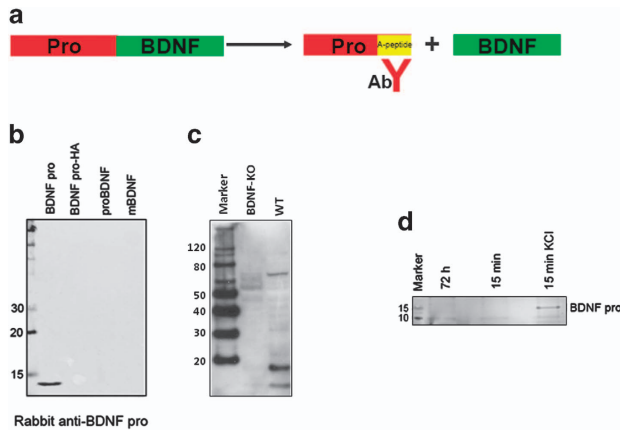 a
Pro BDNF Pro A-peptide + BDNF
Ab
b
c
d
BDNF pro
BDNF pro-HA
proBDNF
mBDNF
30
20
15
Rabbit anti-BDNF pro
Marker
BDNF-KO
WT
120
80
50
40
30
20
Marker
72 h
15 min
15 min KCl
15
10
BDNF pro